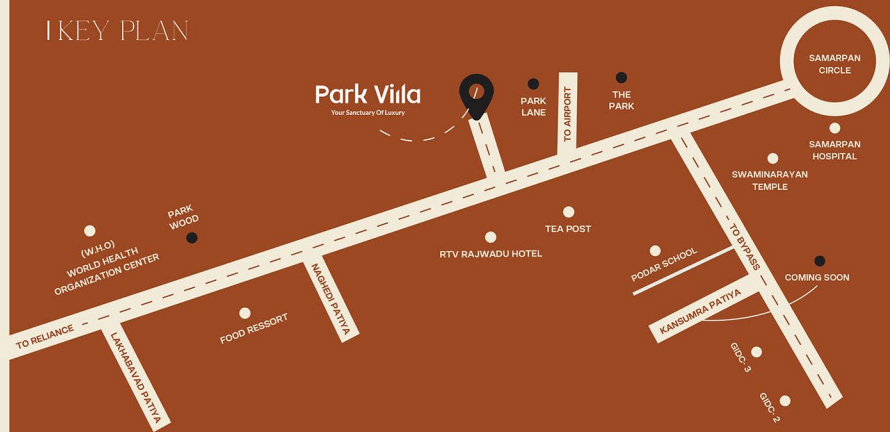 KEY PLAN
Park Villa
Your Sanctuary Of Luxury
PARK
LANE
TO AIRPORT
THE
PARK
SAMARPAN
CIRCLE
SAMARPAN
HOSPITAL
SWAMINARAYAN
TEMPLE
PARK
WOOD
(W.H.O)
WORLD HEALTH
ORGANIZATION CENTER
RTV RAJWADU HOTEL
TEA POST
TO BYPASS
PODAR SCHOOL
COMING SOON
NAGHEDI PATIYA
KANSUMRA PATIYA
TO RELIANCE
FOOD RESSORT
LAKHABAVAD PATIYA
GIDC- 3
GIDC- 2